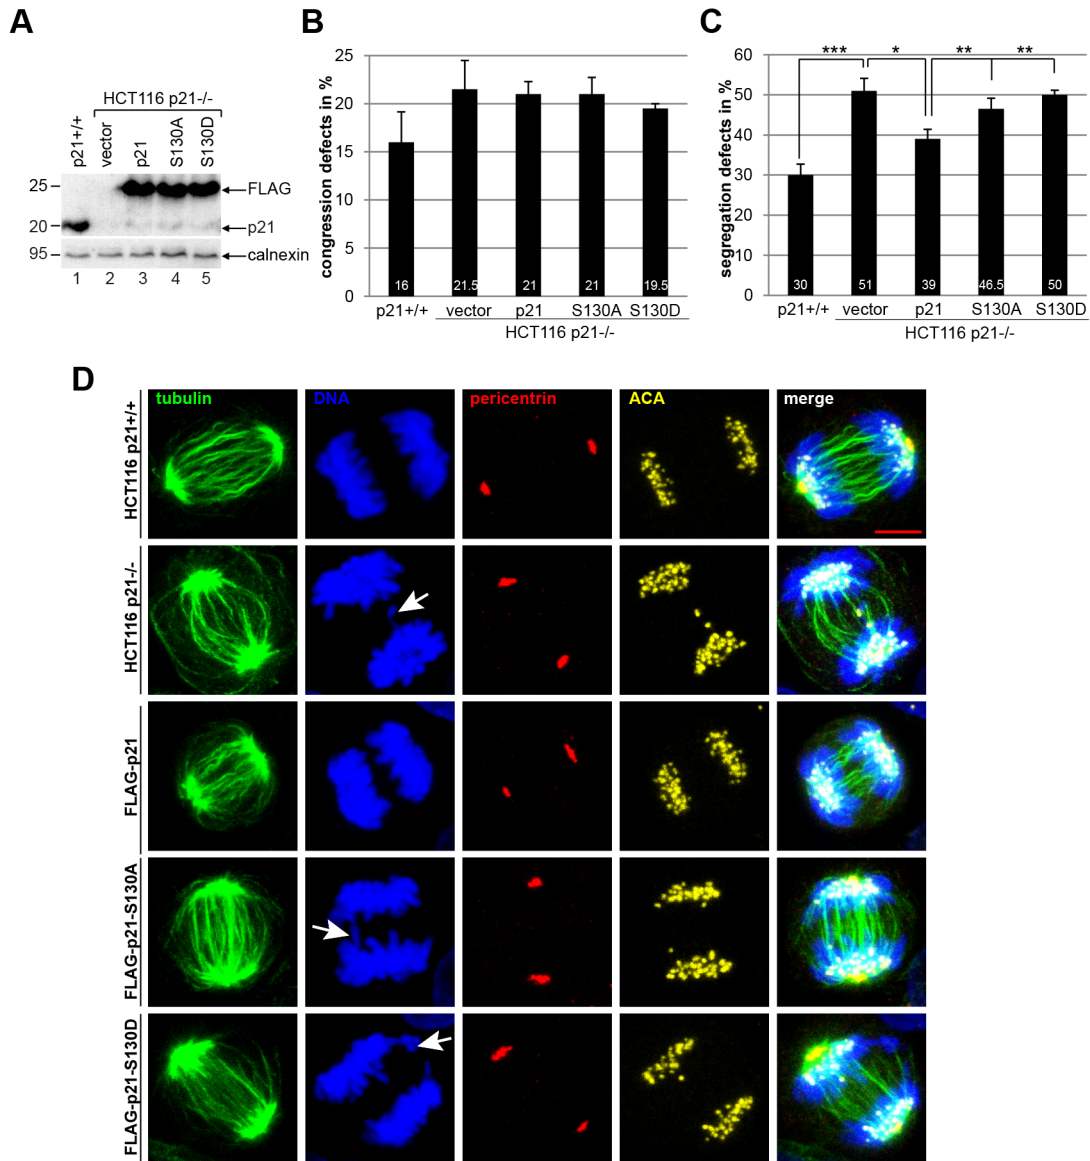 A
HCT116 p21-/-
p21+/+
vector
p21
S130A
S130D
25
FLAG
20
p21
95
calnexin
1 2 3 4 5
B
congression defects in %
25
20
15
10
5
0
16 21.5 21 21 19.5
p21+/+ vector p21 S130A S130D
HCT116 p21-/-
C
segregation defects in %
60
50
40
30
20
10
0
*** * ** **
30 51 39 46.5 50
p21+/+ vector p21 S130A S130D
HCT116 p21-/-
D
tubulin DNA pericentrin ACA merge
HCT116 p21+/+
HCT116 p21-/-
FLAG-p21
FLAG-p21-S130A
FLAG-p21-S130D